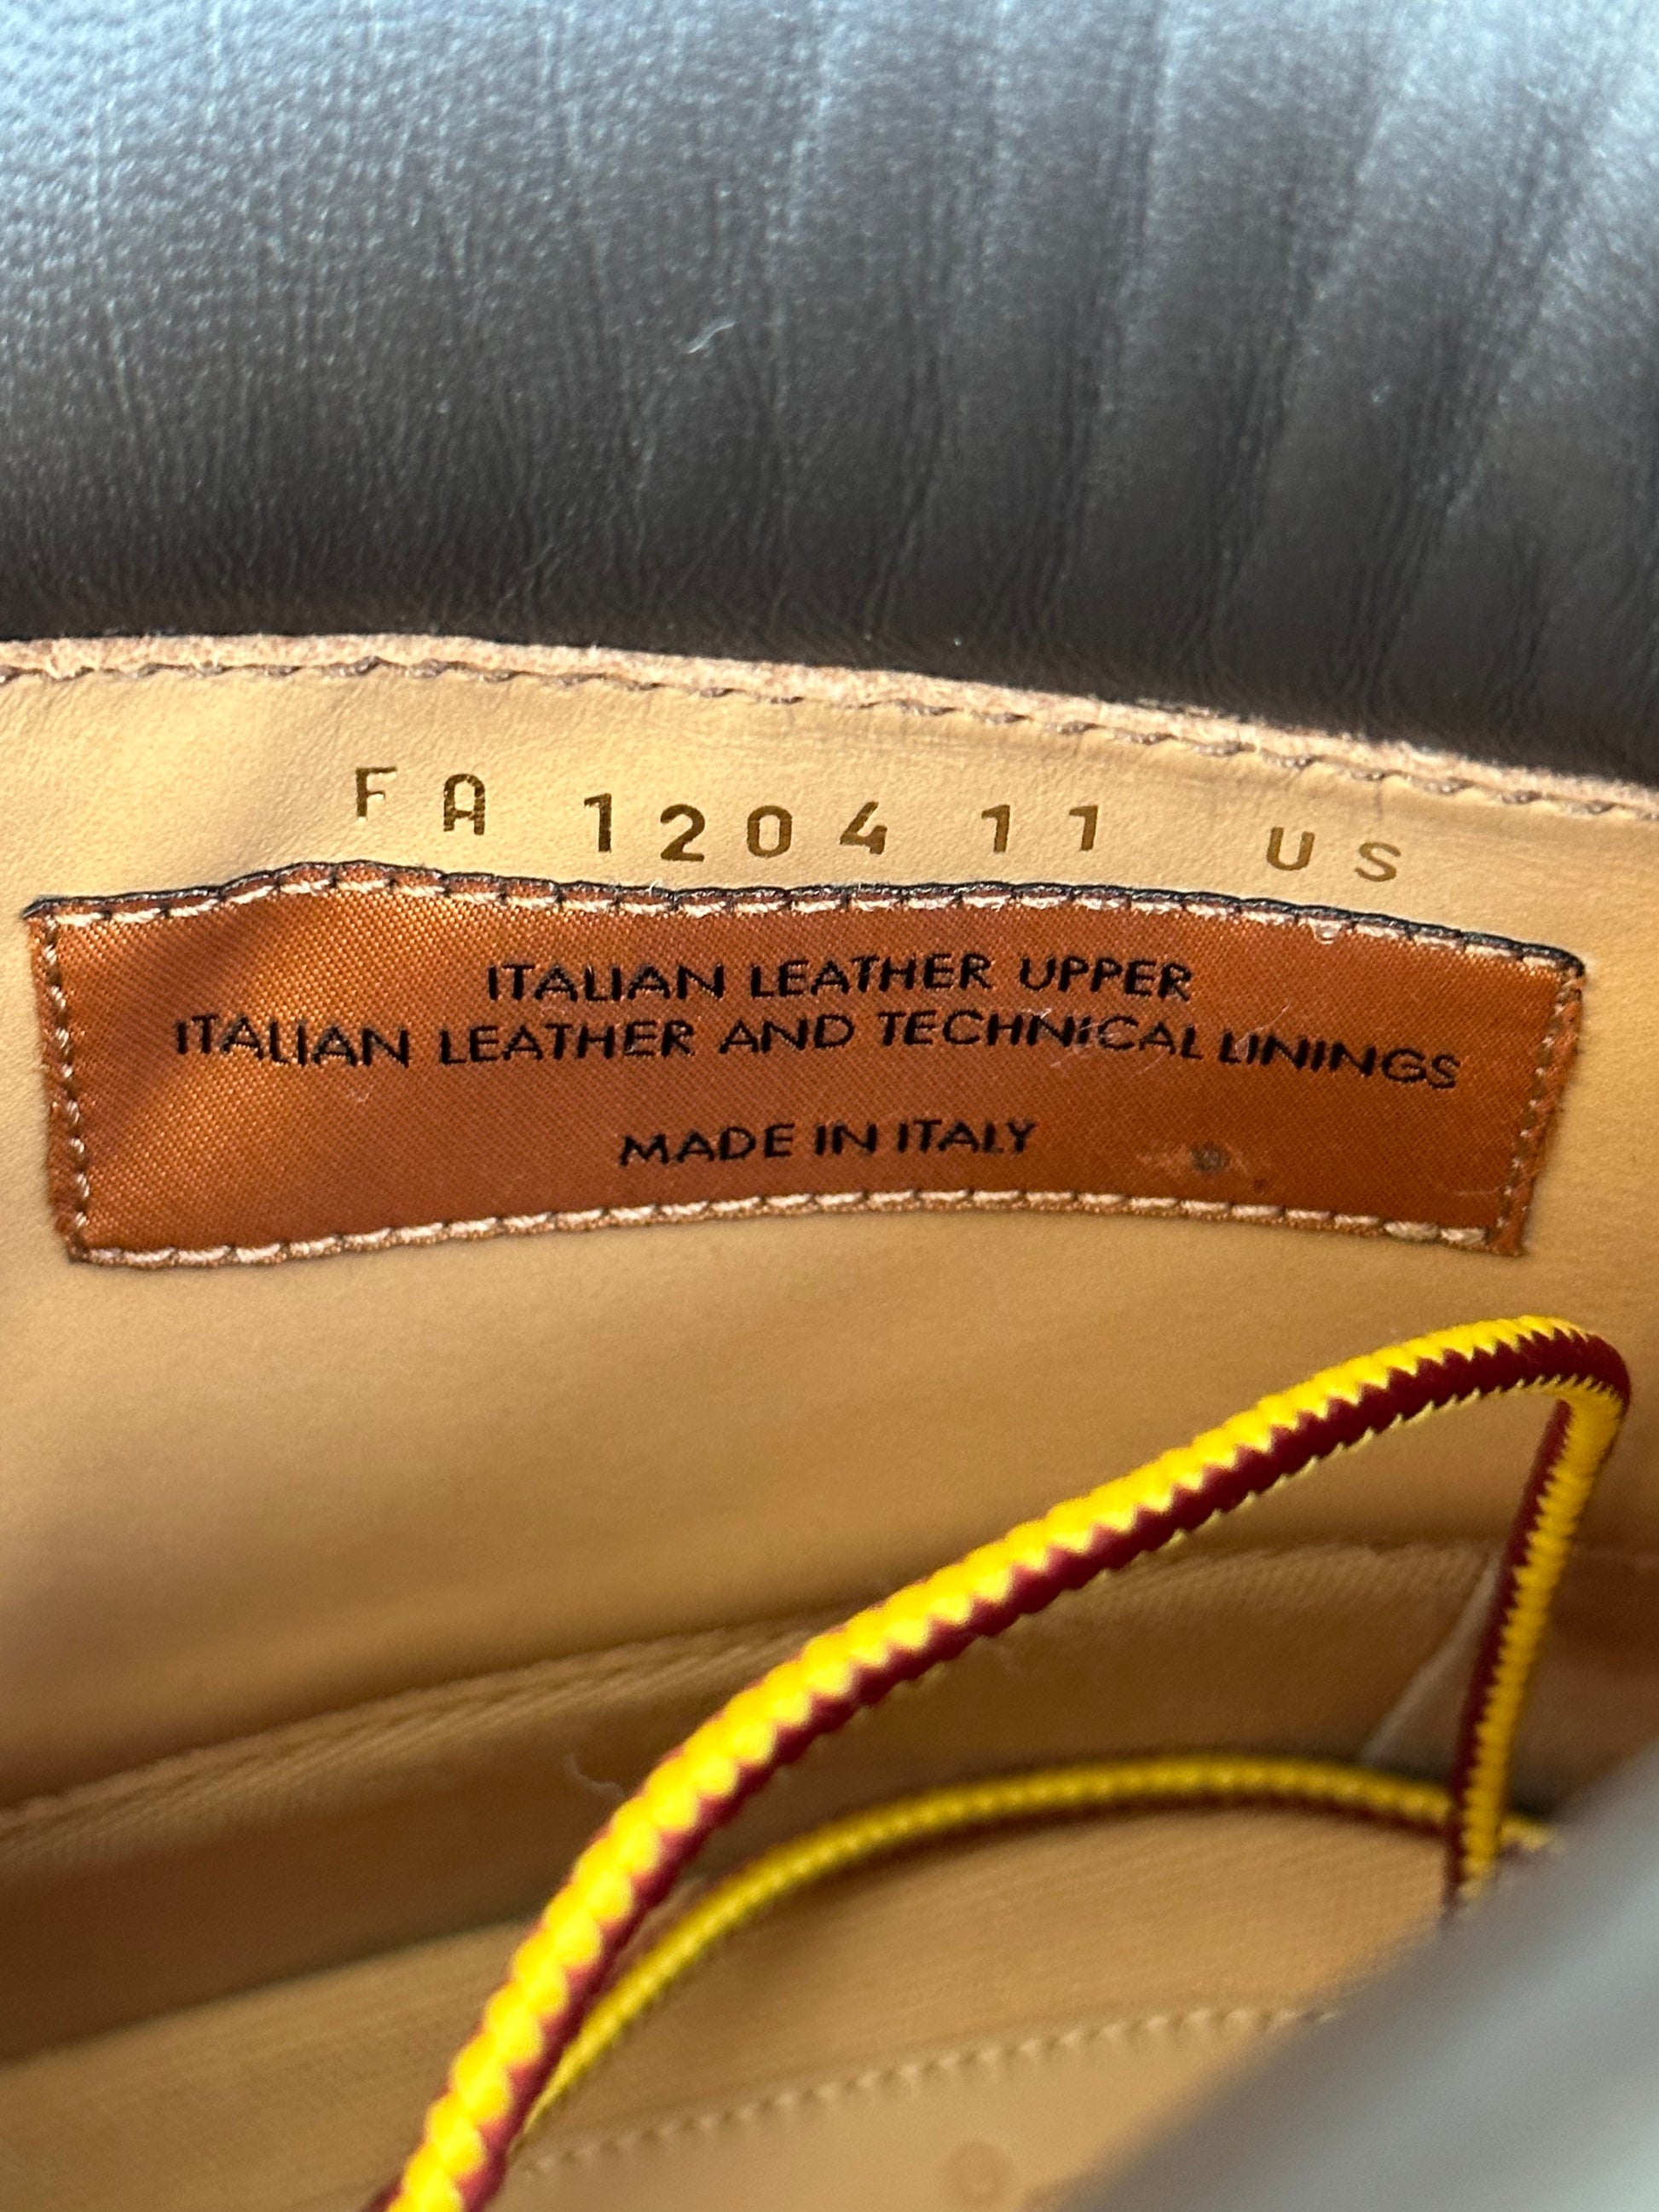 FA 1204 11 US
ITALIAN LEATHER UPPER
ITALIAN LEATHER AND TECHNICAL LININGS
MADE IN ITALY